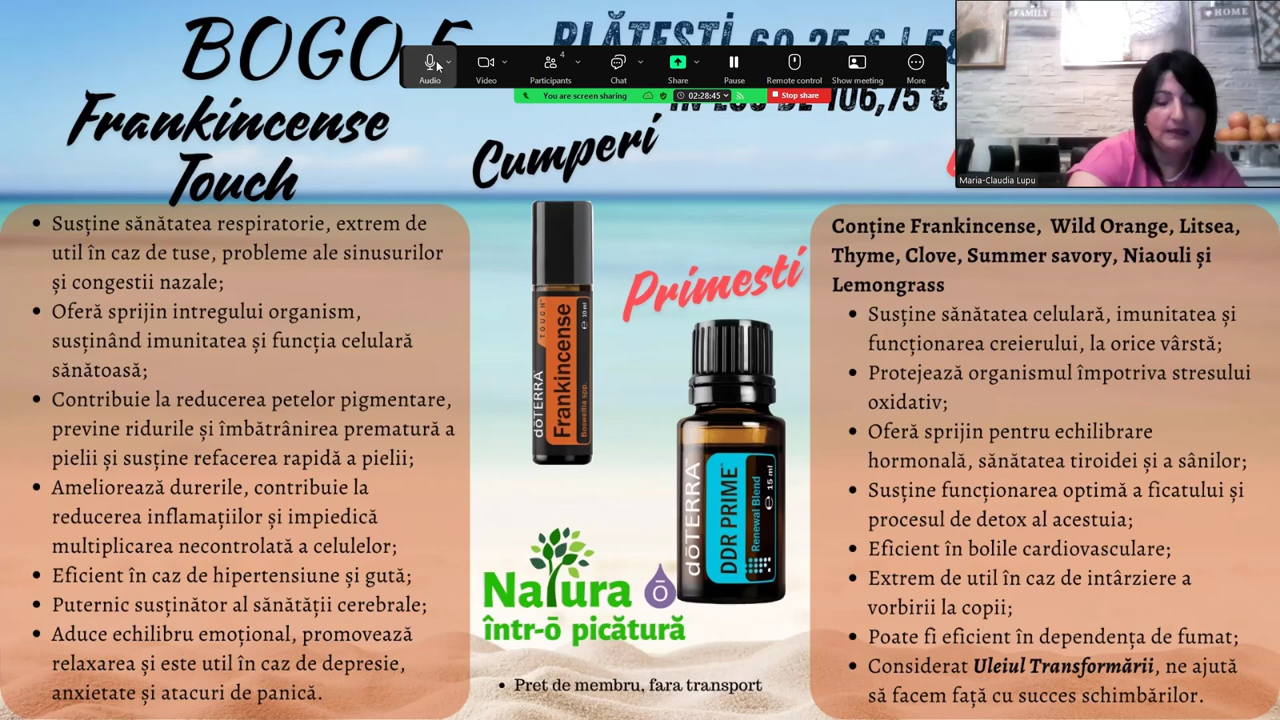 BOGO 5
Frankincense
Touch
PLĂTEȘTI 60,25 € |
ÎN LOC DE 106,75 €
Audio
Video
4
Participants
Chat
Share
Pause
Remote control
Show meeting
More
You are screen sharing
02:28:45
Stop share
FAMILY
HOME
Maria-Claudia Lupu
Cumperi
Primesti
Susține sănătatea respiratorie, extrem de
util în caz de tuse, probleme ale sinusurilor
și congestii nazale;
Oferă sprijin intregului organism,
susținând imunitatea și funcția celulară
sănătoasă;
Contribuie la reducerea petelor pigmentare,
previne ridurile și îmbătrânirea prematură a
pielii și susține refacerea rapidă a pielii;
Ameliorează durerile, contribuie la
reducerea inflamațiilor și impiedică
multiplicarea necontrolată a celulelor;
Eficient în caz de hipertensiune și gută;
Puternic susținător al sănătății cerebrale;
Aduce echilibru emoțional, promovează
relaxarea și este util în caz de depresie,
anxietate și atacuri de panică.
dōTERRA
TOUCH
Frankincense
Boswellia spp.
10 ml
dōTERRA
DDR PRIME
Renewal Blend
15 ml
Natura ō
într-ō picătură
Pret de membru, fara transport
Conține Frankincense, Wild Orange, Litsea,
Thyme, Clove, Summer savory, Niaouli și
Lemongrass
Susține sănătatea celulară, imunitatea și
funcționarea creierului, la orice vârstă;
Protejează organismul împotriva stresului
oxidativ;
Oferă sprijin pentru echilibrare
hormonală, sănătatea tiroidei și a sânilor;
Susține funcționarea optimă a ficatului și
procesul de detox al acestuia;
Eficient în bolile cardiovasculare;
Extrem de util în caz de intârziere a
vorbirii la copii;
Poate fi eficient în dependența de fumat;
Considerat Uleiul Transformării, ne ajută
să facem față cu succes schimbărilor.